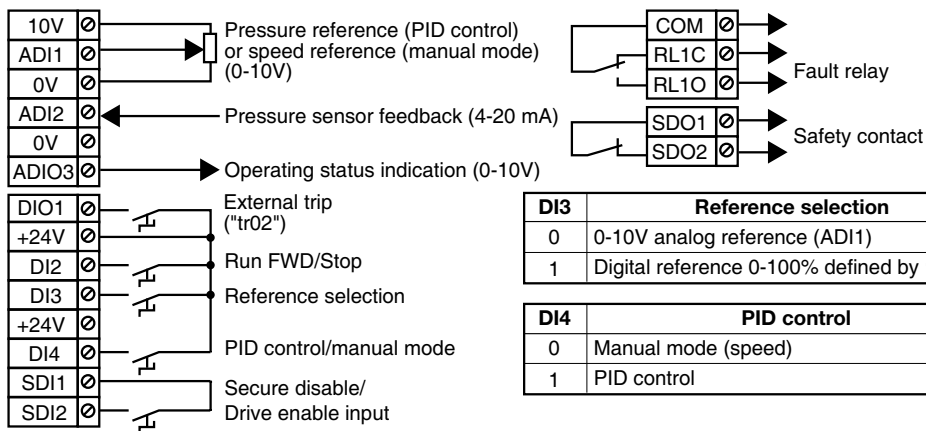 10V
ADI1
0V
ADI2
0V
ADIO3
Pressure reference (PID control)
or speed reference (manual mode)
(0-10V)
Pressure sensor feedback (4-20 mA)
Operating status indication (0-10V)
DIO1
+24V
DI2
DI3
+24V
DI4
SDI1
SDI2
External trip
("tr02")
Run FWD/Stop
Reference selection
PID control/manual mode
Secure disable/
Drive enable input
COM
RL1C
RL1O
Fault relay
SDO1
SDO2
Safety contact
DI3 Reference selection
0 0-10V analog reference (ADI1)
1 Digital reference 0-100% defined by
DI4 PID control
0 Manual mode (speed)
1 PID control